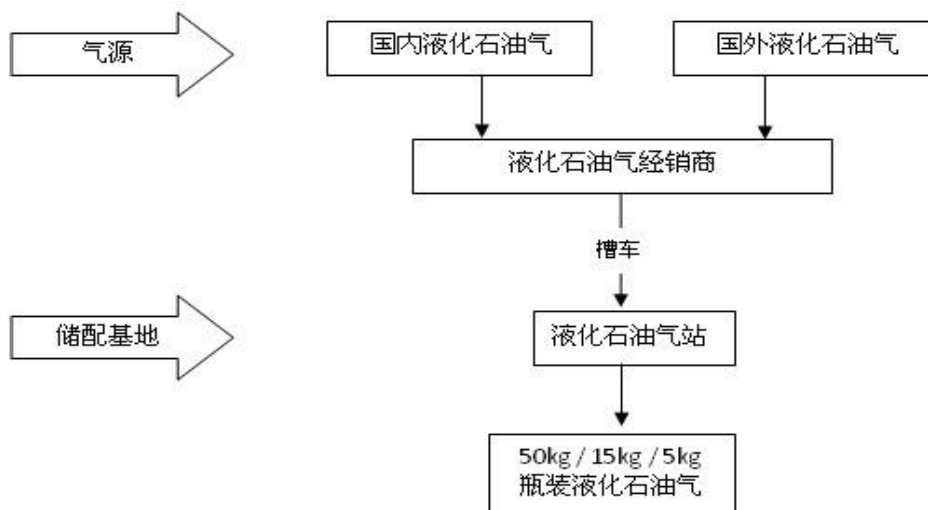 气源
国内液化石油气
国外液化石油气
液化石油气经销商
槽车
储配基地
液化石油气站
50kg / 15kg / 5kg
瓶装液化石油气